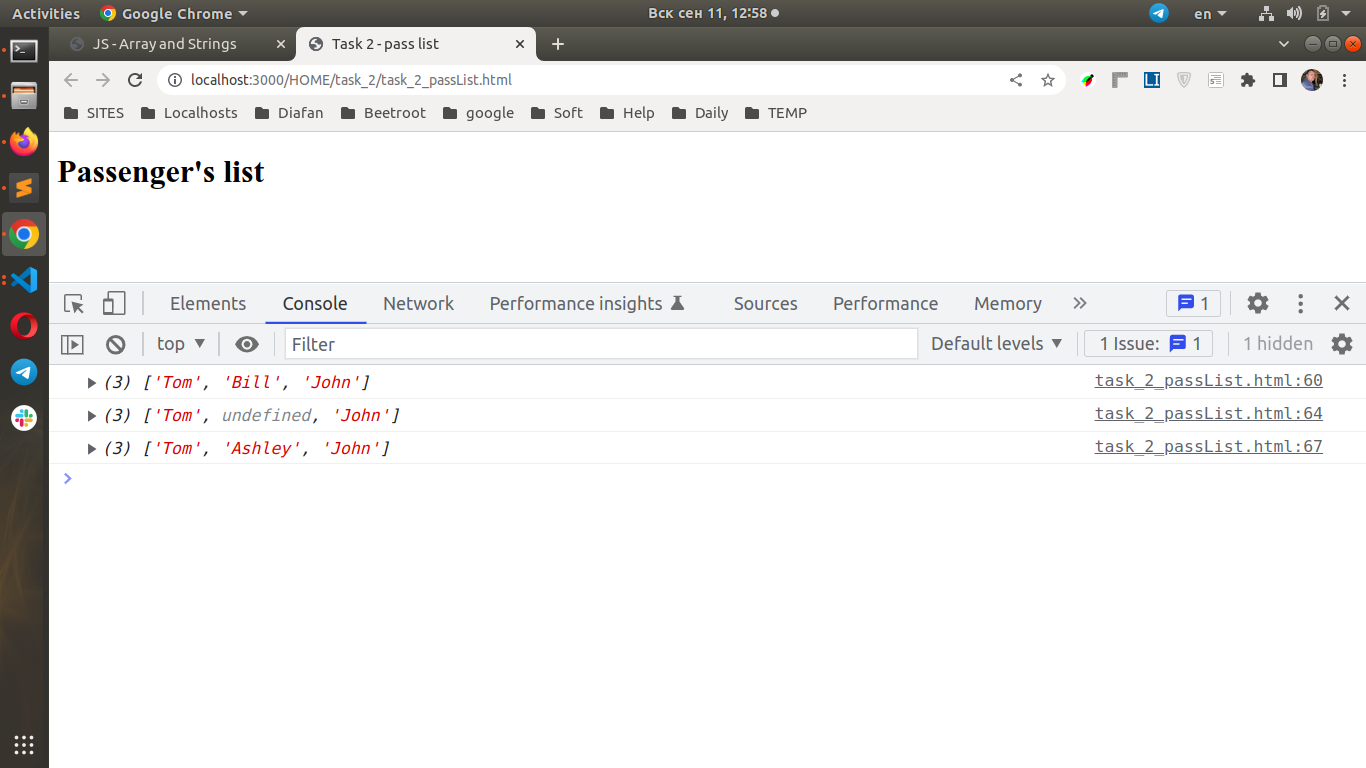 Activities Google Chrome Вск сен 11, 12:58 en
JS - Array and Strings Task 2 - pass list
localhost:3000/HOME/task_2/task_2_passList.html LI
SITES Localhosts Diafan Beetroot google Soft Help Daily TEMP
Passenger's list
Elements Console Network Performance insights Sources Performance Memory 1
top Filter Default levels 1 Issue: 1 1 hidden
(3) ['Tom', 'Bill', 'John'] task_2_passList.html:60
(3) ['Tom', undefined, 'John'] task_2_passList.html:64
(3) ['Tom', 'Ashley', 'John'] task_2_passList.html:67